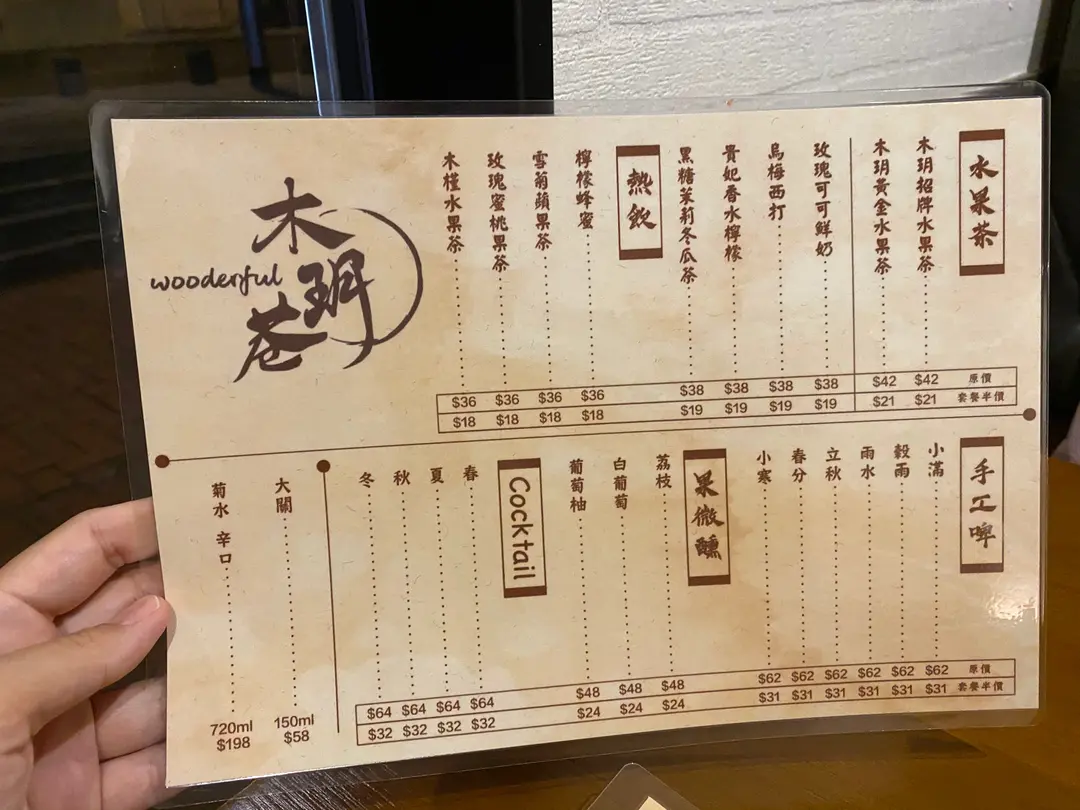 水果茶
原價
套餐半價
木玥招牌水果茶
$42
$21
木玥黃金水果茶
$42
$21
玫瑰可可鮮奶
$38
$19
烏梅西打
$38
$19
貴妃香水檸檬
$38
$19
黑糖茉莉冬瓜茶
$38
$19
熱飲
檸檬蜂蜜
$36
$18
雪菊蘋果茶
$36
$18
玫瑰蜜桃果茶
$36
$18
木槿水果茶
$36
$18
木玥巷
wooderful
手工啤
原價
套餐半價
小滿
$62
$31
穀雨
$62
$31
雨水
$62
$31
立秋
$62
$31
春分
$62
$31
小寒
$62
$31
果微醺
荔枝
$48
$24
白葡萄
$48
$24
葡萄柚
$48
$24
Cocktail
春
$64
$32
夏
$64
$32
秋
$64
$32
冬
$64
$32
大關
150ml
$58
菊水 辛口
720ml
$198